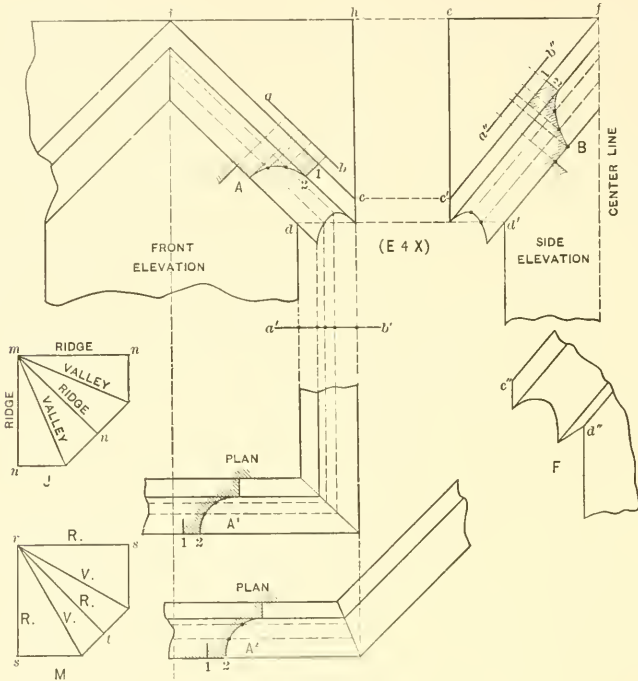 i h c f
a b a" b" 2
A 2 1 B
c c'
d d'
(E 4 X)
FRONT ELEVATION
SIDE ELEVATION
CENTER LINE
a' b'
RIDGE
m n
VALLEY
RIDGE
RIDGE
VALLEY
n
n J
c" d"
F
PLAN
A'
1 2
R.
r s
V.
R.
R.
V.
t
s
M
PLAN
A'
1 2